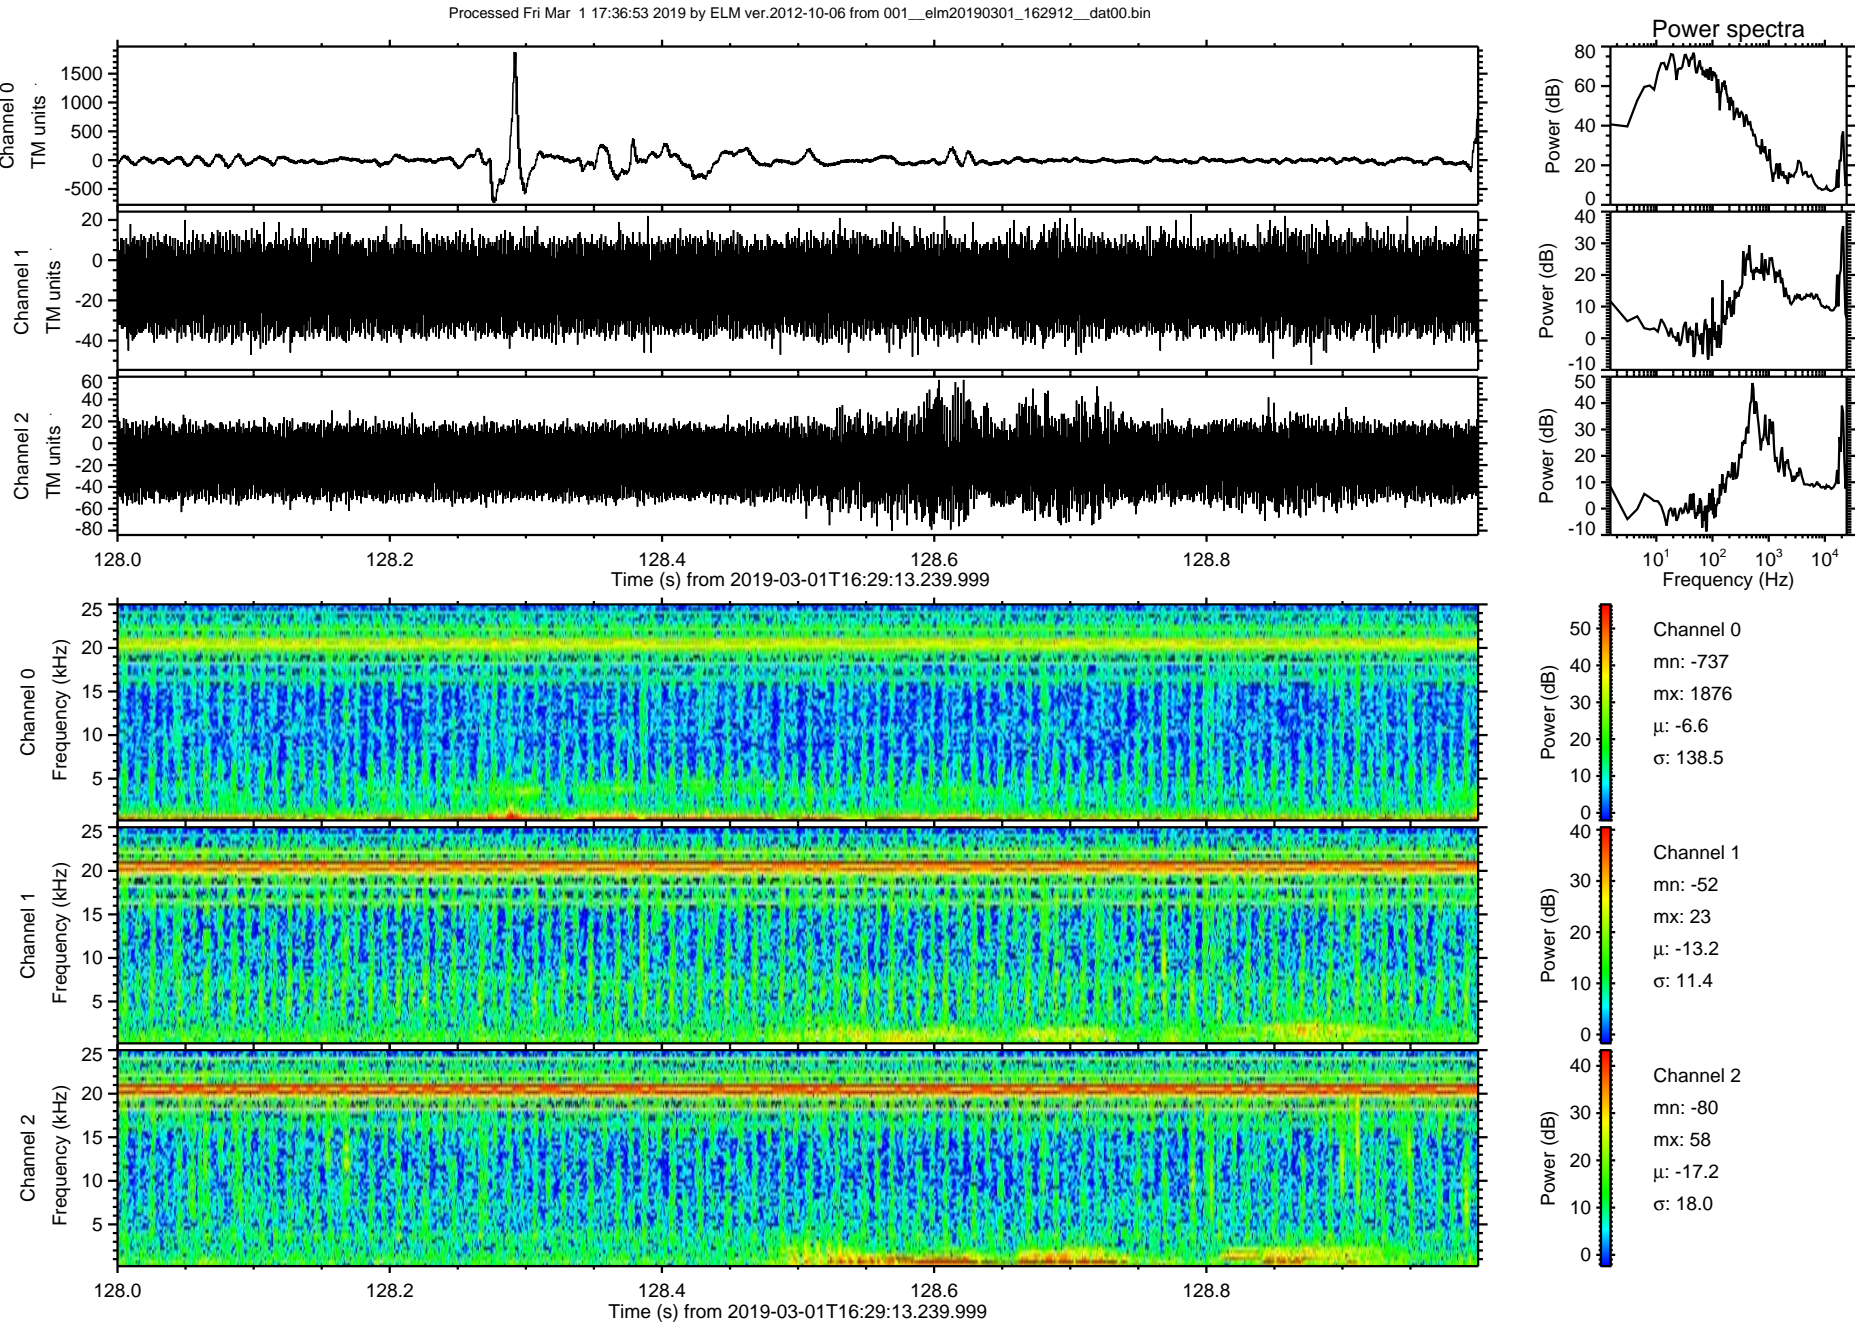 Processed Fri Mar 1 17:36:53 2019 by ELM ver.2012-10-06 from 001__elm20190301_162912__dat00.bin
Power spectra
Channel 0
TM units
1500
1000
500
0
-500
Power (dB)
80
60
40
20
0
Channel 1
TM units
20
0
-20
-40
Power (dB)
40
30
20
10
0
-10
Channel 2
TM units
60
40
20
0
-20
-40
-60
-80
Power (dB)
50
40
30
20
10
0
-10
128.0 128.2 128.4 128.6 128.8
Time (s) from 2019-03-01T16:29:13.239.999
10¹ 10² 10³ 10⁴
Frequency (Hz)
Channel 0
Frequency (kHz)
25
20
15
10
5
Power (dB)
50
40
30
20
10
0
Channel 0
mn: -737
mx: 1876
µ: -6.6
σ: 138.5
Channel 1
Frequency (kHz)
25
20
15
10
5
Power (dB)
40
30
20
10
0
Channel 1
mn: -52
mx: 23
µ: -13.2
σ: 11.4
Channel 2
Frequency (kHz)
25
20
15
10
5
Power (dB)
40
30
20
10
0
Channel 2
mn: -80
mx: 58
µ: -17.2
σ: 18.0
128.0 128.2 128.4 128.6 128.8
Time (s) from 2019-03-01T16:29:13.239.999